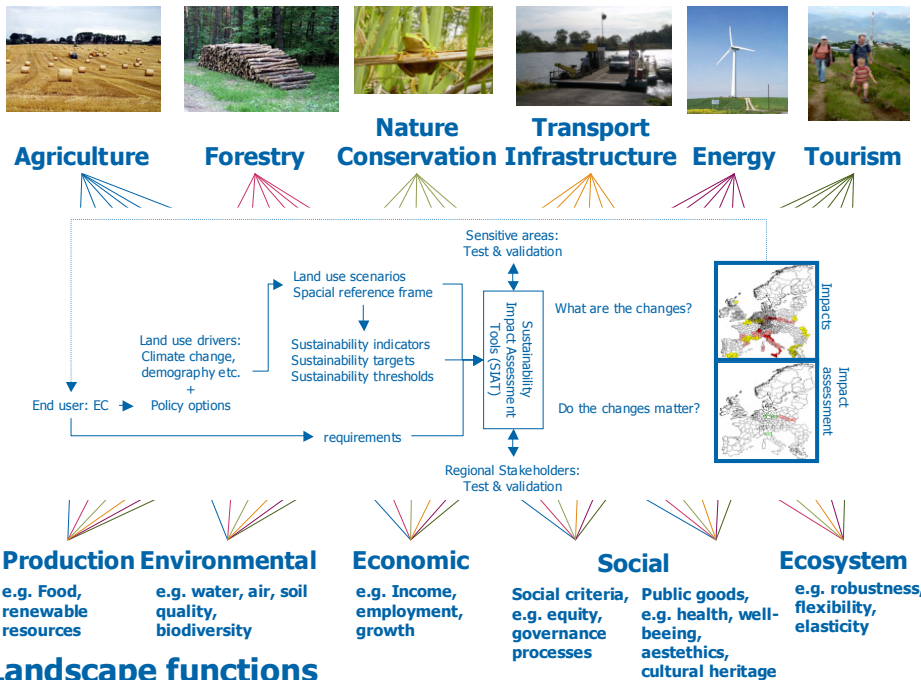 Agriculture
Forestry
Nature
Conservation
Transport
Infrastructure
Energy
Tourism
Sensitive areas:
Test & validation
Land use scenarios
Spacial reference frame
Land use drivers:
Climate change,
demography etc.
+
Policy options
Sustainability indicators
Sustainability targets
Sustainability thresholds
End user: EC
requirements
Sustainability
Impact Assessment
Tools (SIAT)
What are the changes?
Do the changes matter?
Impacts
Impact
assessment
Regional Stakeholders:
Test & validation
Production
e.g. Food,
renewable
resources
Environmental
e.g. water, air, soil
quality,
biodiversity
Economic
e.g. Income,
employment,
growth
Social
Social criteria,
e.g. equity,
governance
processes
Public goods,
e.g. health, well-
beeing,
aestethics,
cultural heritage
Ecosystem
e.g. robustness,
flexibility,
elasticity
Landscape functions